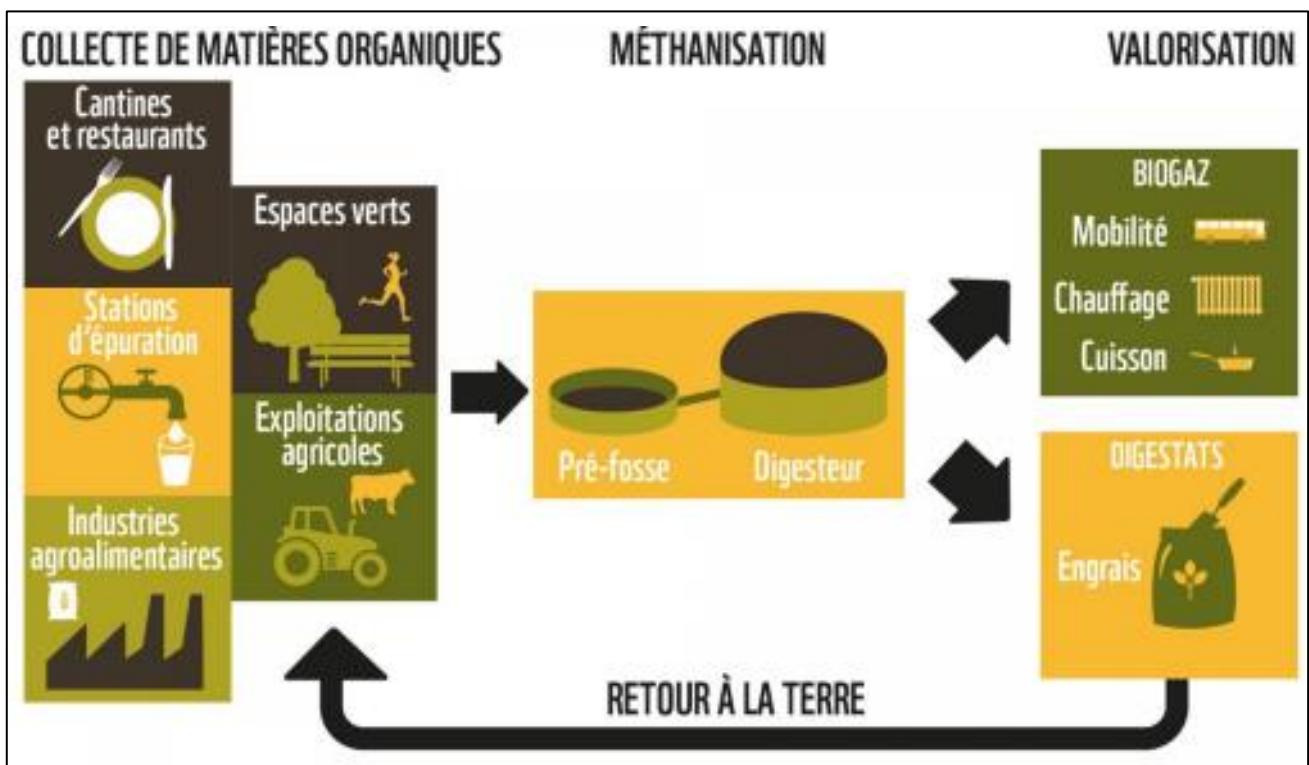 COLLECTE DE MATIÈRES ORGANIQUES
MÉTHANISATION
VALORISATION
Cantines
et restaurants
Stations
d'épuration
Industries
agroalimentaires
Espaces verts
Exploitations
agricoles
Pré-fosse
Digesteur
BIOGAZ
Mobilité
Chauffage
Cuisson
DIGESTATS
Engrais
RETOUR À LA TERRE